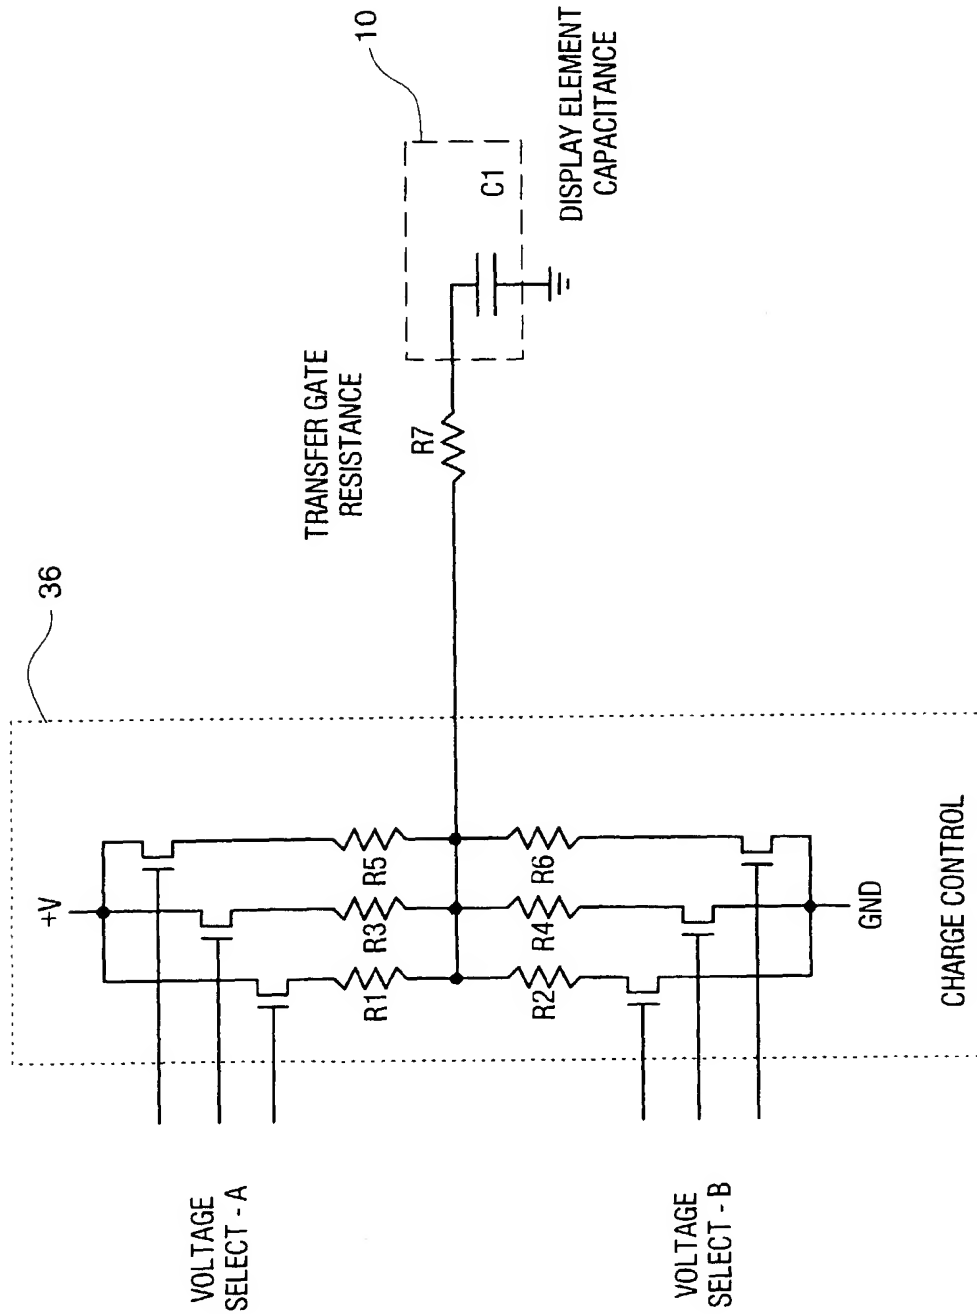 36
10
+V
VOLTAGE
SELECT - A
R1
R3
R5
TRANSFER GATE
RESISTANCE
R7
C1
DISPLAY ELEMENT
CAPACITANCE
R2
R4
R6
VOLTAGE
SELECT - B
GND
CHARGE CONTROL